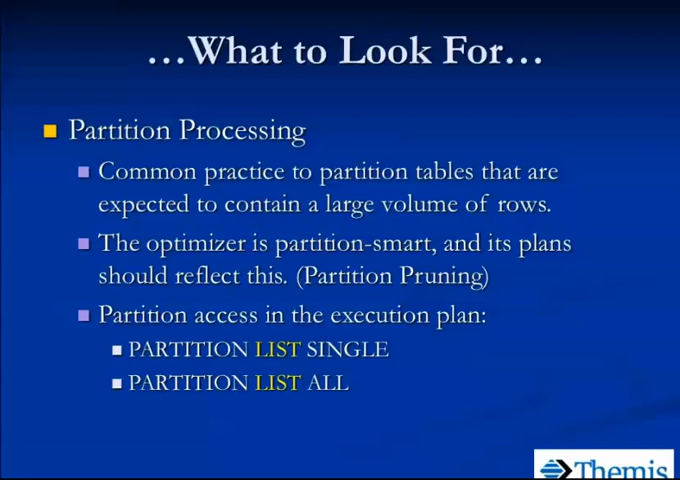 …What to Look For…
Partition Processing
Common practice to partition tables that are
expected to contain a large volume of rows.
The optimizer is partition-smart, and its plans
should reflect this. (Partition Pruning)
Partition access in the execution plan:
PARTITION LIST SINGLE
PARTITION LIST ALL
Themis